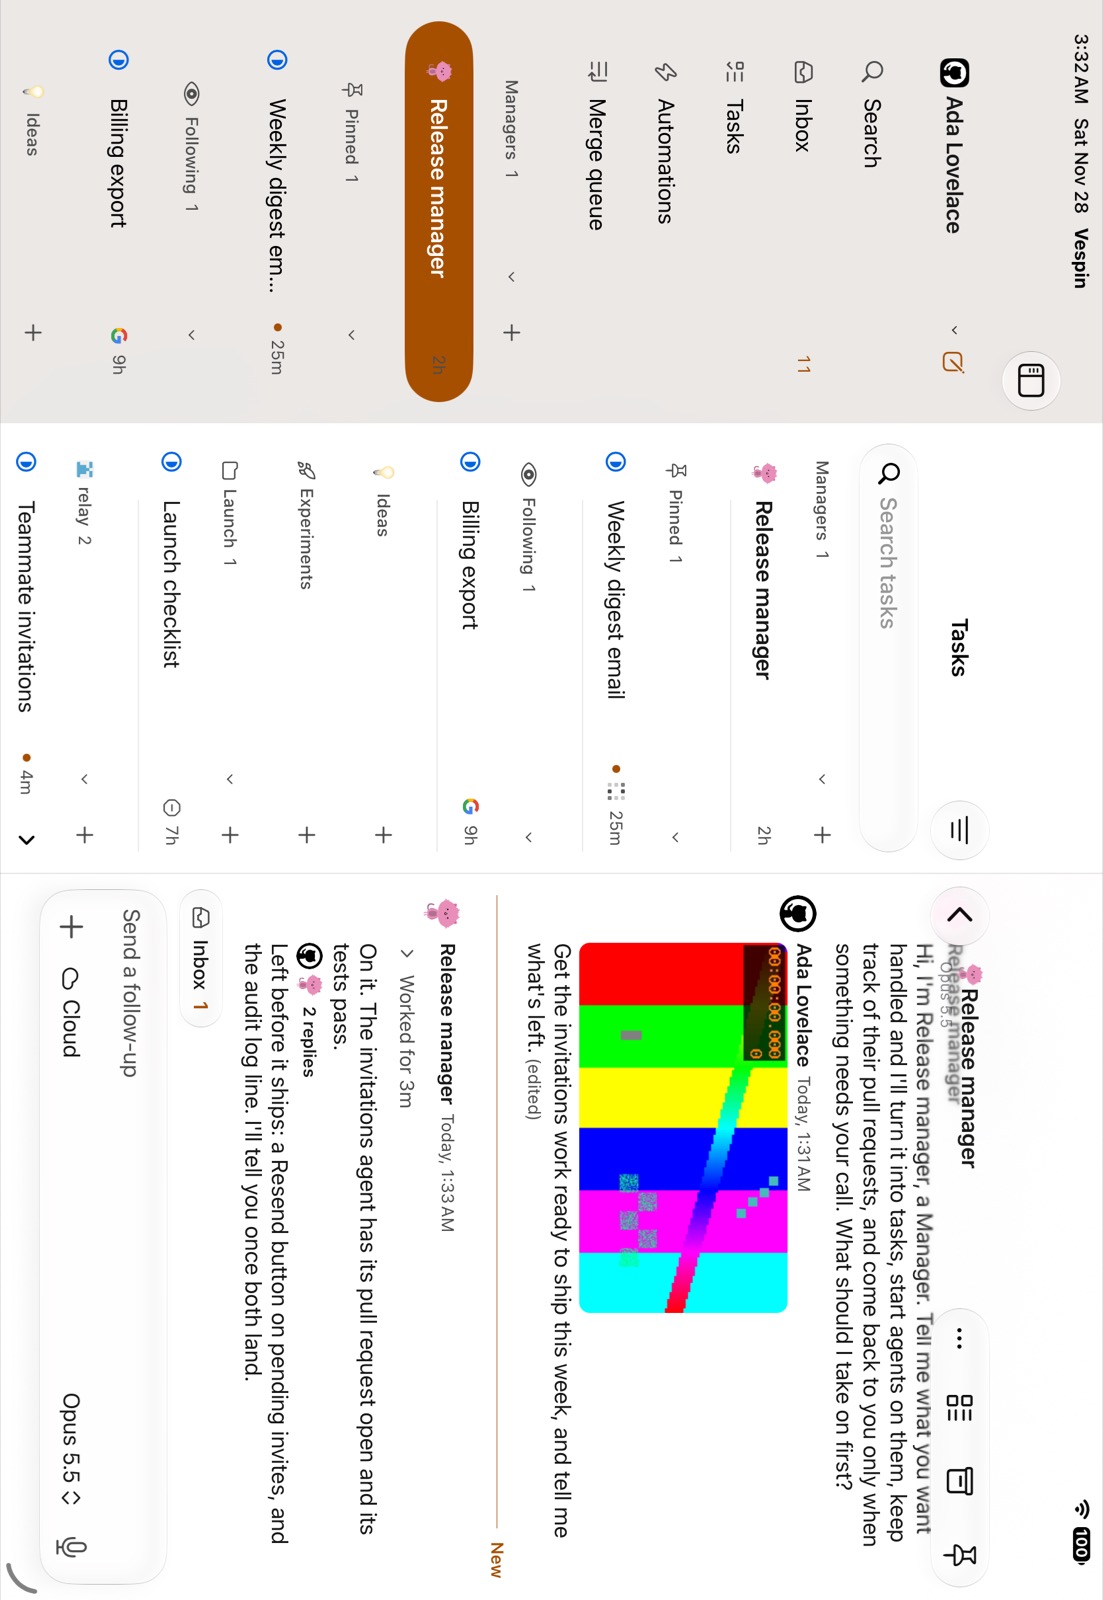 3:32 AM Sat Nov 28 Vespin
100
Ada Lovelace
Search
Inbox 11
Tasks
Automations
Merge queue
Managers 1
Release manager 2h
Pinned 1
Weekly digest em... 25m
Following 1
Billing export 9h
Ideas
Tasks
Search tasks
Managers 1
Release manager 2h
Pinned 1
Weekly digest email 25m
Following 1
Billing export 9h
Ideas
Experiments
Launch 1
Launch checklist 7h
relay 2
Teammate invitations 4m
Release manager
Opus 5.5
Release manager
Hi, I'm Release manager, a Manager. Tell me what you want
handled and I'll turn it into tasks, start agents on them, keep
track of their pull requests, and come back to you only when
something needs your call. What should I take on first?
Ada Lovelace Today, 1:31 AM
00:00:00.000
0
Get the invitations work ready to ship this week, and tell me
what's left. (edited)
New
Release manager Today, 1:33 AM
Worked for 3m
On it. The invitations agent has its pull request open and its
tests pass.
2 replies
Left before it ships: a Resend button on pending invites, and
the audit log line. I'll tell you once both land.
Inbox 1
Send a follow-up
Cloud
Opus 5.5